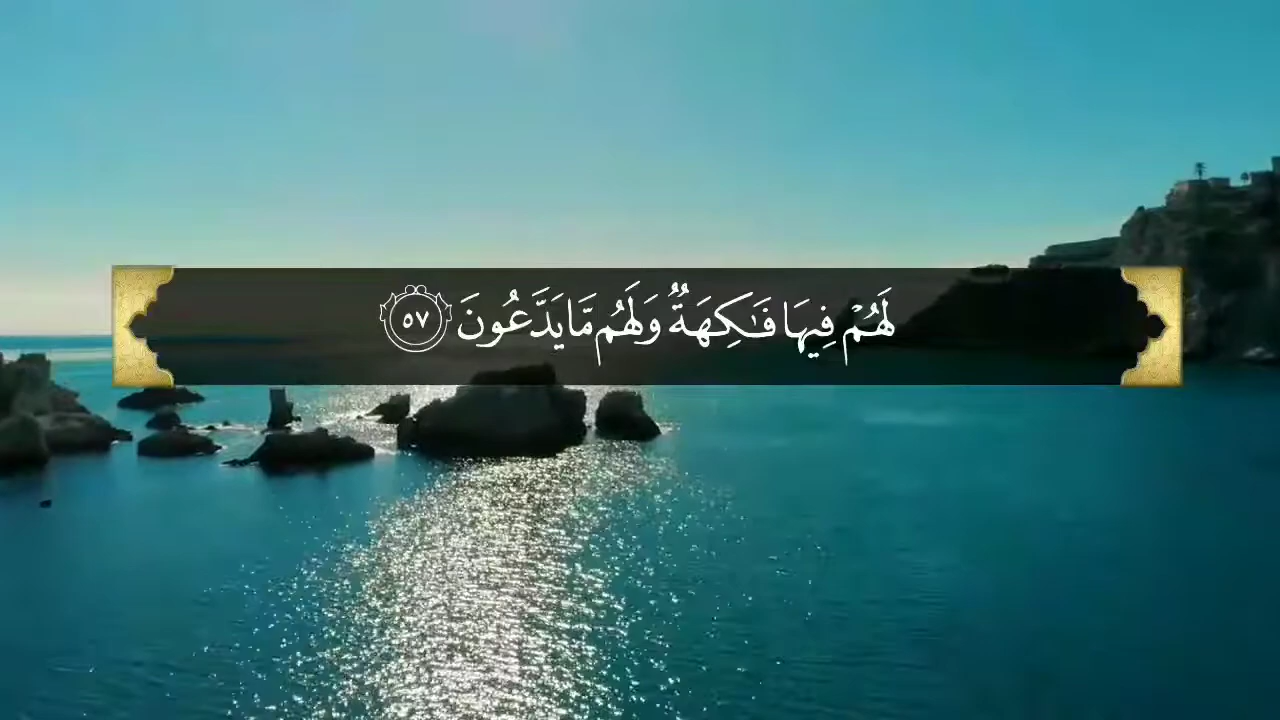 لَهُمْ فِيهَا فَـٰكِهَةٌ وَلَهُم مَّا يَدَّعُونَ ٥٧